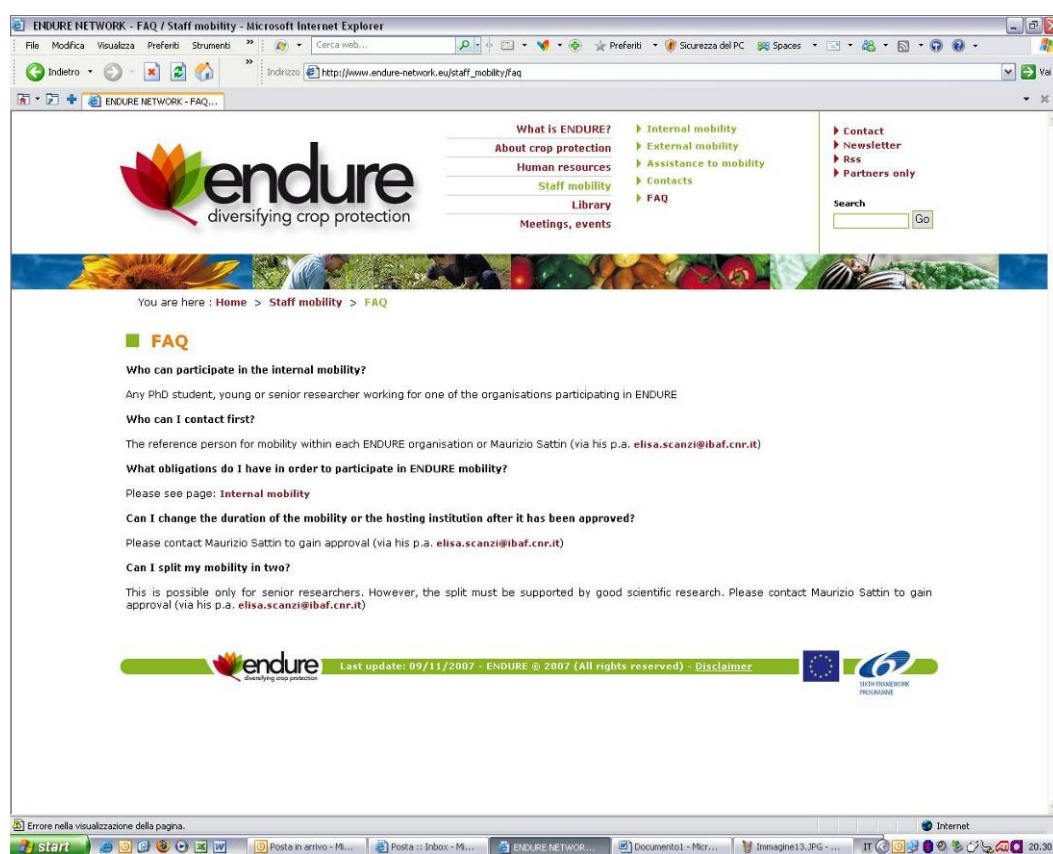 ENDURE NETWORK - FAQ / Staff mobility - Microsoft Internet Explorer
File Modifica Visualizza Preferiti Strumenti » Cerca web... Preferiti Sicurezza del PC Spaces
Indietro » Indirizzo http://www.endure-network.eu/staff_mobility/faq Vai
ENDURE NETWORK - FAQ...
endure
diversifying crop protection
What is ENDURE?
About crop protection
Human resources
Staff mobility
Library
Meetings, events
Internal mobility
External mobility
Assistance to mobility
Contacts
FAQ
Contact
Newsletter
Rss
Partners only
Search
Go
You are here : Home > Staff mobility > FAQ
FAQ
Who can participate in the internal mobility?
Any PhD student, young or senior researcher working for one of the organisations participating in ENDURE
Who can I contact first?
The reference person for mobility within each ENDURE organisation or Maurizio Sattin (via his p.a. elisa.scanzi@ibaf.cnr.it)
What obligations do I have in order to participate in ENDURE mobility?
Please see page: Internal mobility
Can I change the duration of the mobility or the hosting institution after it has been approved?
Please contact Maurizio Sattin to gain approval (via his p.a. elisa.scanzi@ibaf.cnr.it)
Can I split my mobility in two?
This is possible only for senior researchers. However, the split must be supported by good scientific research. Please contact Maurizio Sattin to gain
approval (via his p.a. elisa.scanzi@ibaf.cnr.it)
endure
diversifying crop protection
Last update: 09/11/2007 - ENDURE © 2007 (All rights reserved) - Disclaimer
SIXTH FRAMEWORK
PROGRAMME
Errore nella visualizzazione della pagina. Internet
start Posta in arrivo - Mi... Posta :: Inbox - M... ENDURE NETWOR... Documento1 - Micr... Immagine13.JPG - ... IT 20.30